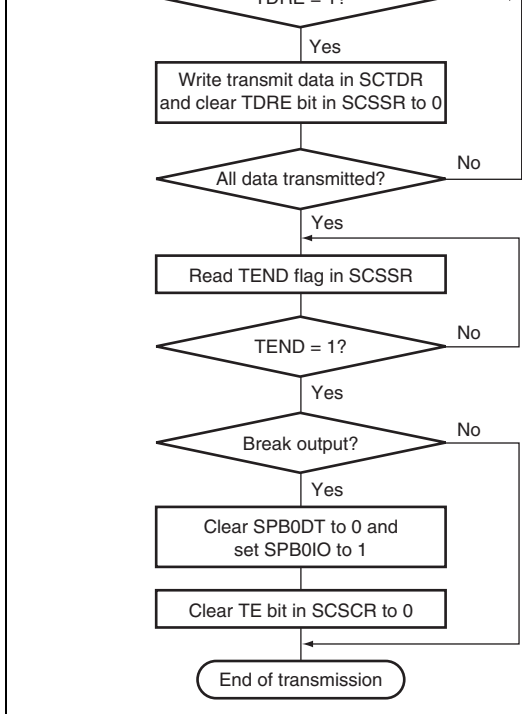 TDRE = 1?
Yes
Write transmit data in SCTDR
and clear TDRE bit in SCSSR to 0
No
All data transmitted?
Yes
Read TEND flag in SCSSR
No
TEND = 1?
Yes
No
Break output?
Yes
Clear SPB0DT to 0 and
set SPB0IO to 1
Clear TE bit in SCSCR to 0
End of transmission